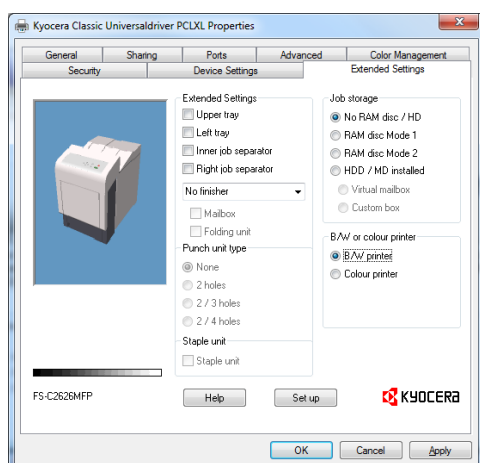 Kyocera Classic Universaldriver PCLXL Properties
General Sharing Ports Advanced Color Management
Security Device Settings Extended Settings
Extended Settings
Upper tray
Left tray
Inner job separator
Right job separator
No finisher
Mailbox
Folding unit
Punch unit type
None
2 holes
2 / 3 holes
2 / 4 holes
Staple unit
Staple unit
Job storage
No RAM disc / HD
RAM disc Mode 1
RAM disc Mode 2
HDD / MD installed
Virtual mailbox
Custom box
B/W or colour printer
B/W printer
Colour printer
FS-C2626MFP
Help Set up KYOCERA
OK Cancel Apply